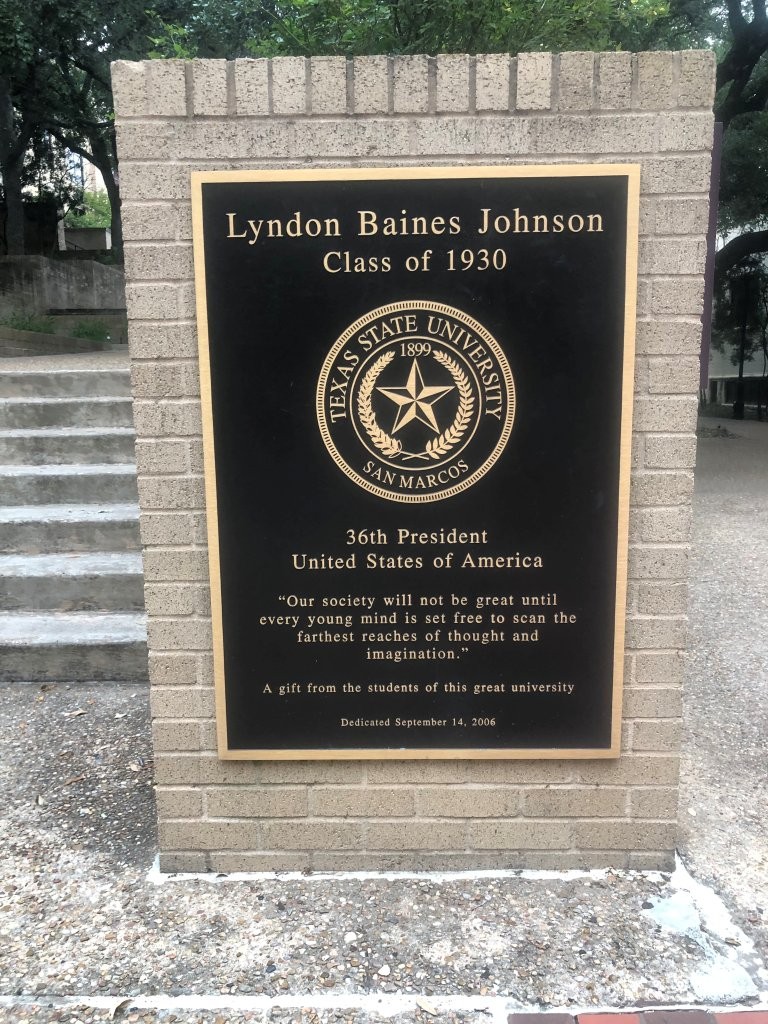 Lyndon Baines Johnson
Class of 1930
TEXAS STATE UNIVERSITY
1899
SAN MARCOS
36th President
United States of America
“Our society will not be great until
every young mind is set free to scan the
farthest reaches of thought and
imagination.”
A gift from the students of this great university
Dedicated September 14, 2006